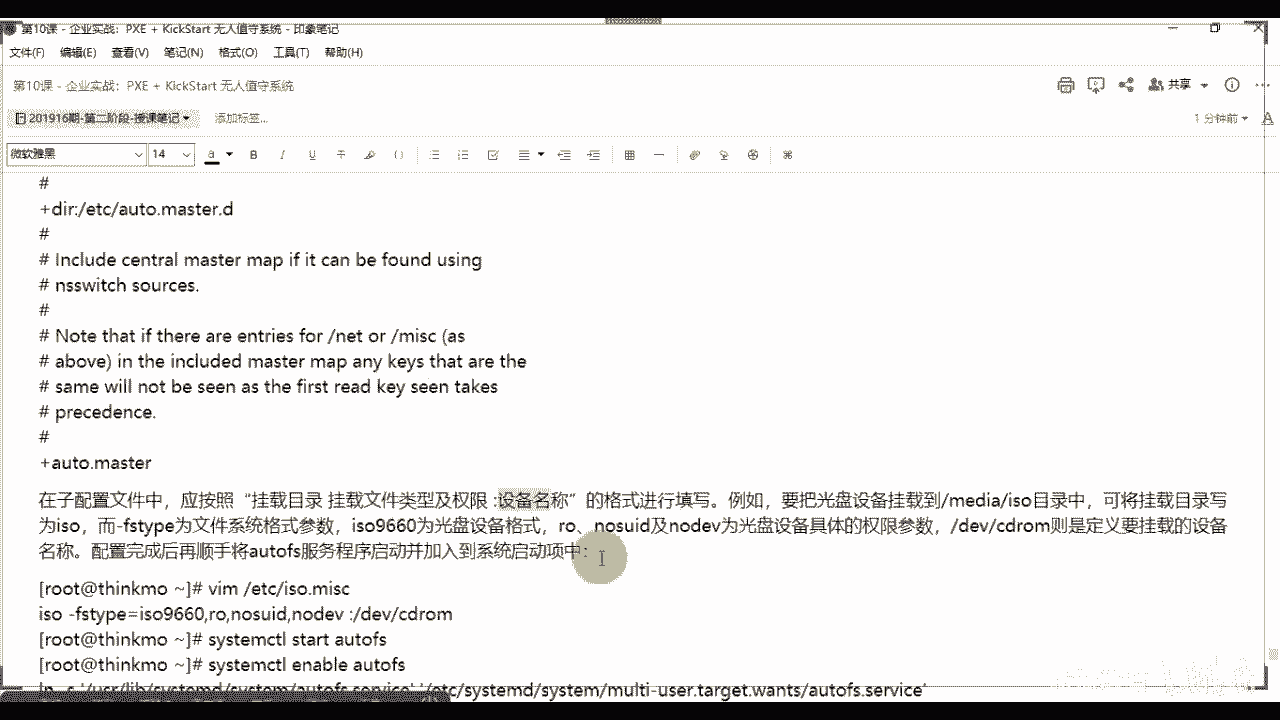 第10课 - 企业实战：PXE + KickStart 无人值守系统 - 印象笔记
文件(F) 编辑(E) 查看(V) 笔记(N) 格式(O) 工具(T) 帮助(H)
第10课 - 企业实战：PXE + KickStart 无人值守系统
共享
201916期-第二阶段-授课笔记 添加标签...
1 分钟前
微软雅黑 14
#
+dir:/etc/auto.master.d
#
# Include central master map if it can be found using
# nsswitch sources.
#
# Note that if there are entries for /net or /misc (as
# above) in the included master map any keys that are the
# same will not be seen as the first read key seen takes
# precedence.
#
+auto.master
在子配置文件中，应按照“挂载目录 挂载文件类型及权限 :设备名称”的格式进行填写。例如，要把光盘设备挂载到/media/iso目录中，可将挂载目录写
为iso，而-fstype为文件系统格式参数，iso9660为光盘设备格式，ro、nosuid及nodev为光盘设备具体的权限参数，/dev/cdrom则是定义要挂载的设备
名称。配置完成后再顺手将autofs服务程序启动并加入到系统启动项中：
[root@thinkmo ~]# vim /etc/iso.misc
iso -fstype=iso9660,ro,nosuid,nodev :/dev/cdrom
[root@thinkmo ~]# systemctl start autofs
[root@thinkmo ~]# systemctl enable autofs
ln -s '/usr/lib/systemd/system/autofs.service' '/etc/systemd/system/multi-user.target.wants/autofs.service'